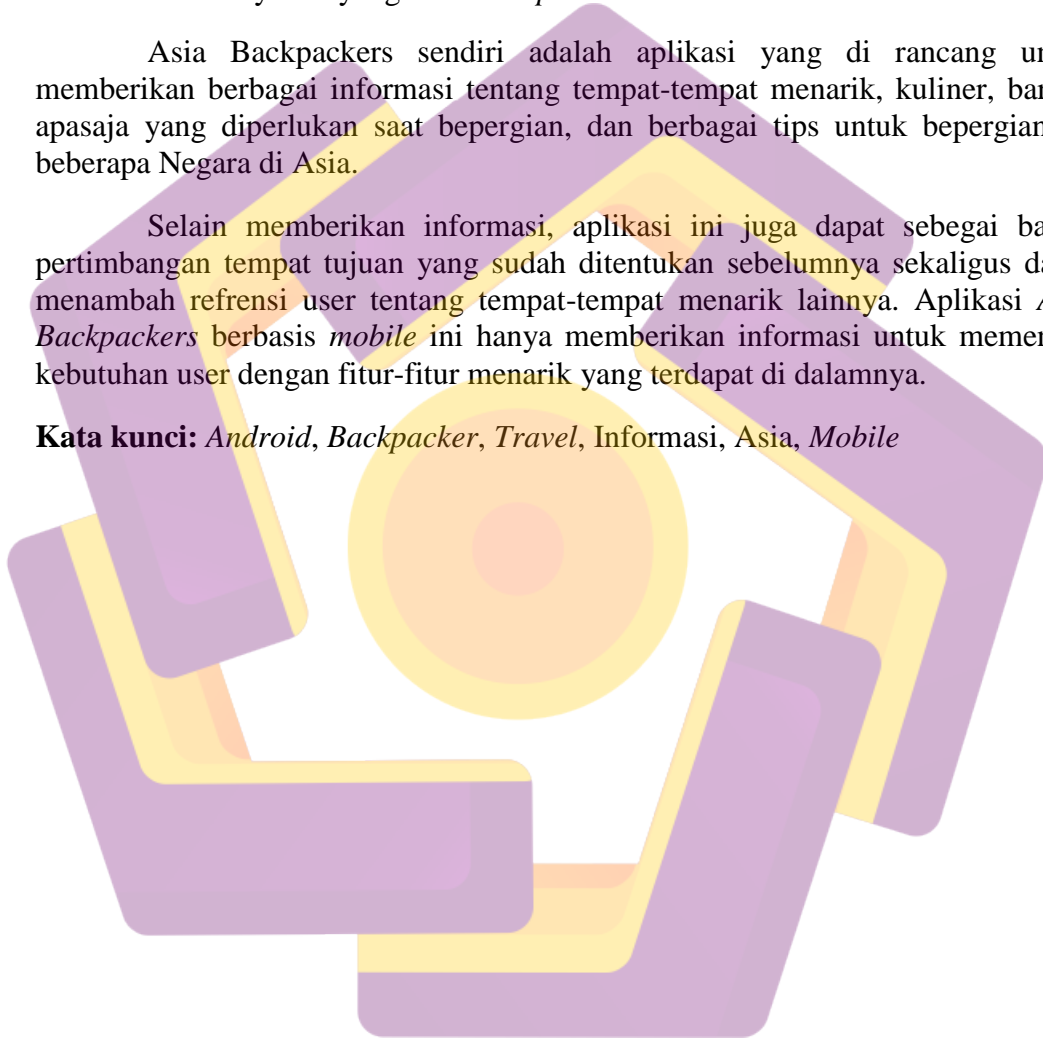 Asia Backpackers sendiri adalah aplikasi yang di rancang
memberikan berbagai informasi tentang tempat-tempat menarik, kuliner,
apasaja yang diperlukan saat bepergian, dan berbagai tips untuk bepergian
beberapa Negara di Asia.
Selain memberikan informasi, aplikasi ini juga dapat sebegai
pertimbangan tempat tujuan yang sudah ditentukan sebelumnya sekaligus
menambah refrensi user tentang tempat-tempat menarik lainnya. Aplikasi
Backpackers berbasis mobile ini hanya memberikan informasi untuk
kebutuhan user dengan fitur-fitur menarik yang terdapat di dalamnya.
Kata kunci: Android, Backpacker, Travel, Informasi, Asia, Mobile